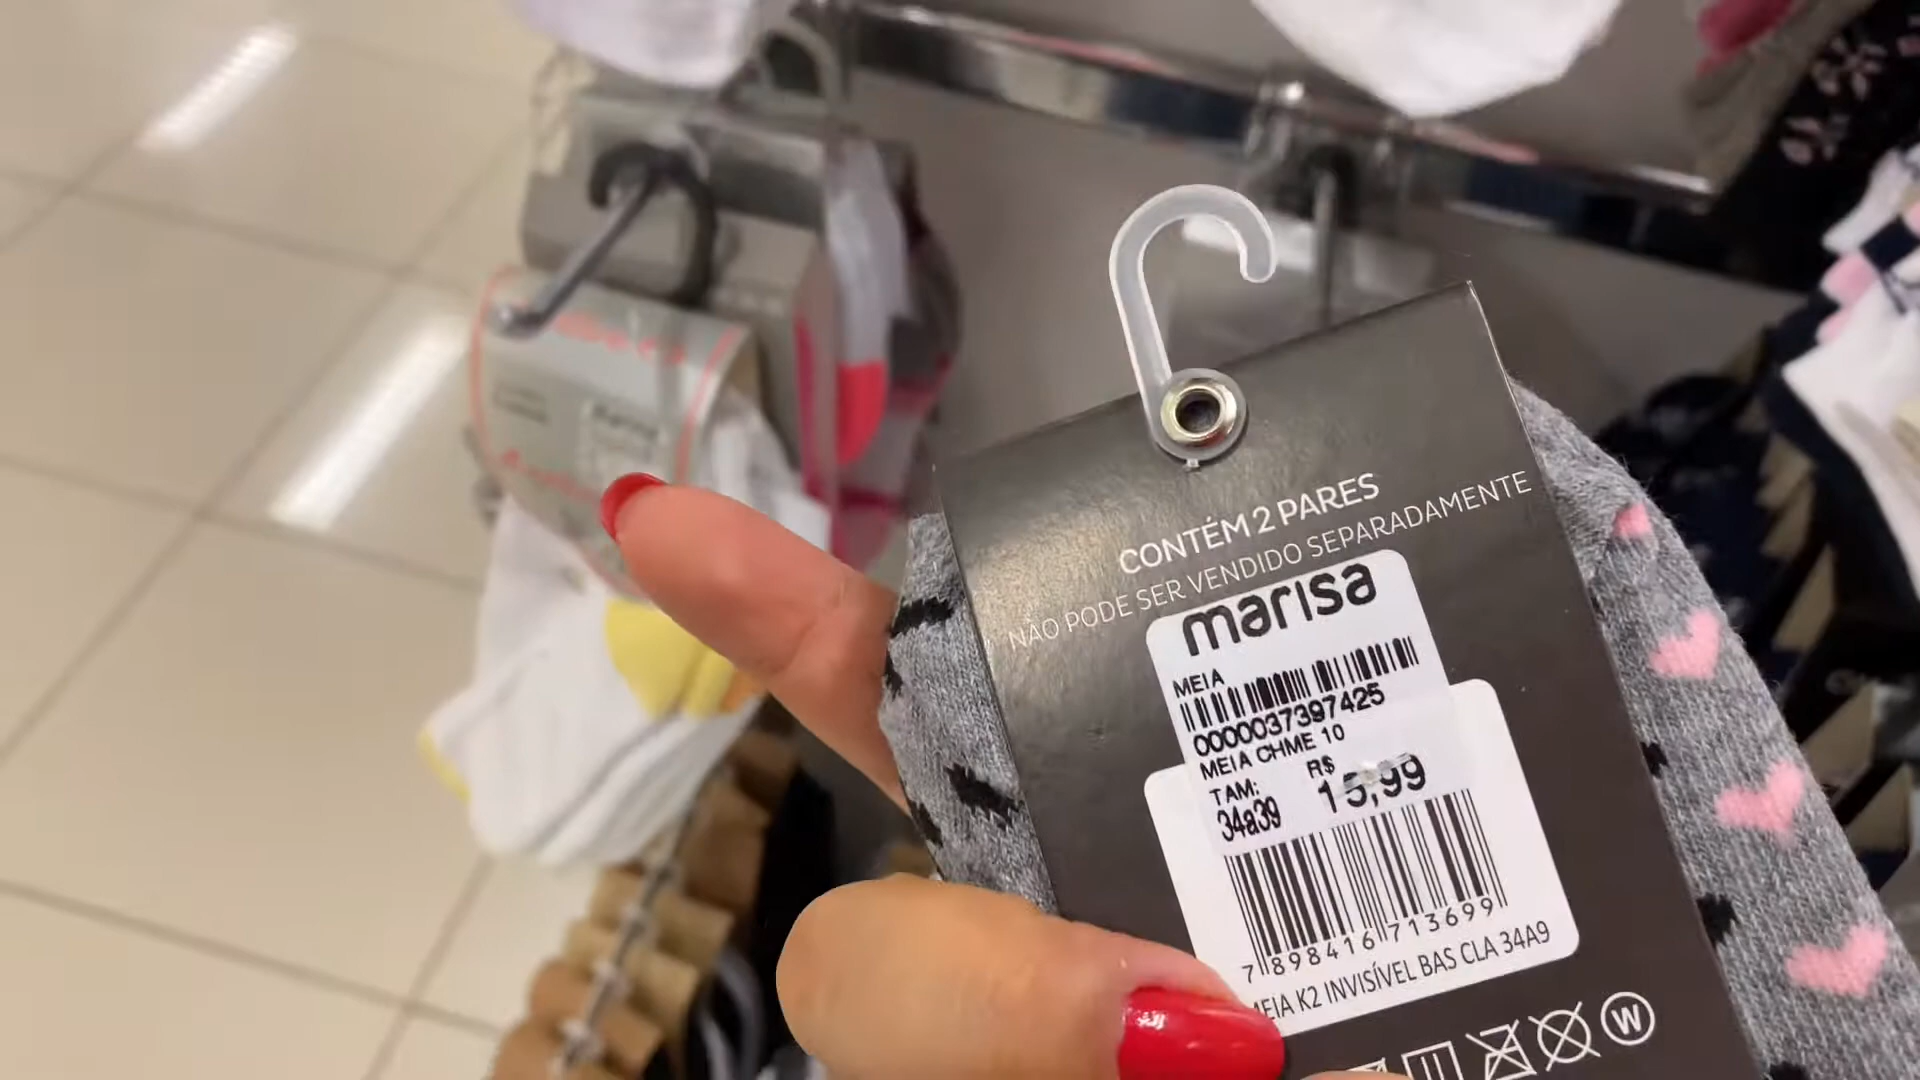 CONTÉM 2 PARES
NÃO PODE SER VENDIDO SEPARADAMENTE
marisa
MEIA
0000037397425
MEIA CHME 10
TAM: R$
34a39 15,99
7898416713699
MEIA K2 INVISÍVEL BAS CLA 34A9
W